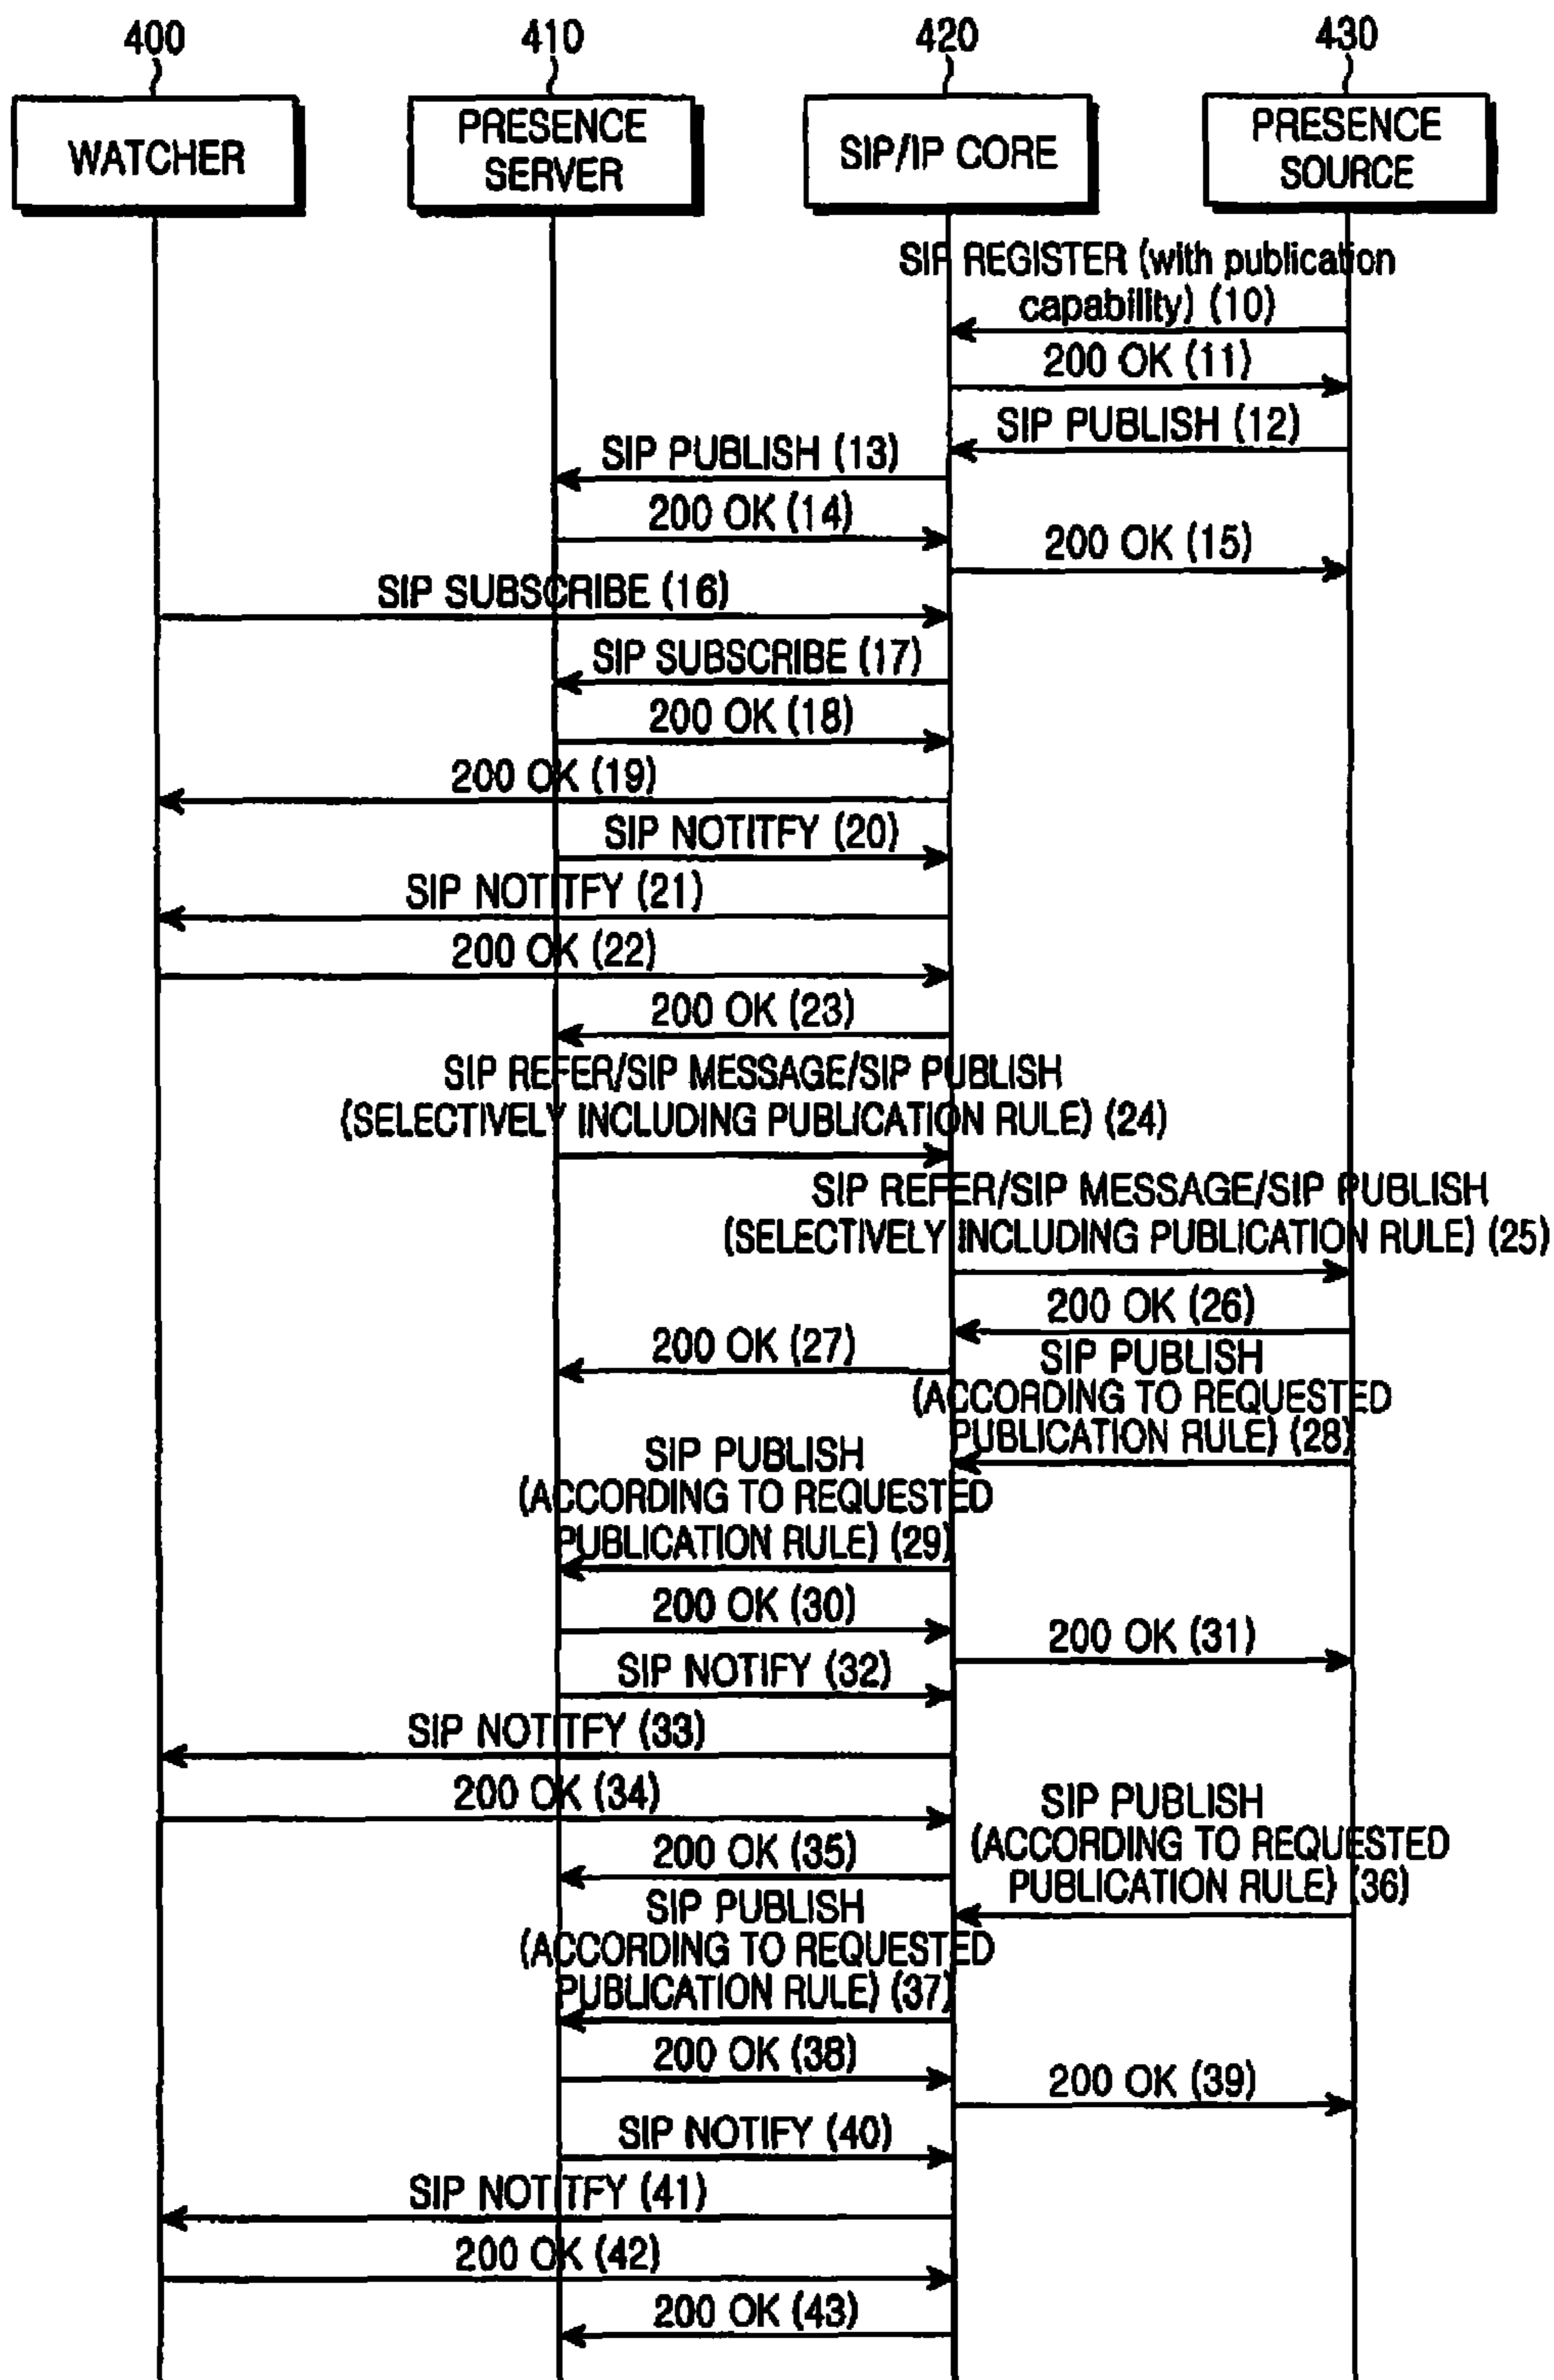 400
410
420
430
WATCHER
PRESENCE
SERVER
SIP/IP CORE
PRESENCE
SOURCE
SIP REGISTER (with publication
capability) (10)
200 OK (11)
SIP PUBLISH (12)
SIP PUBLISH (13)
200 OK (14)
200 OK (15)
SIP SUBSCRIBE (16)
SIP SUBSCRIBE (17)
200 OK (18)
200 OK (19)
SIP NOTITFY (20)
SIP NOTITFY (21)
200 OK (22)
200 OK (23)
SIP REFER/SIP MESSAGE/SIP PUBLISH
(SELECTIVELY INCLUDING PUBLICATION RULE) (24)
SIP REFER/SIP MESSAGE/SIP PUBLISH
(SELECTIVELY INCLUDING PUBLICATION RULE) (25)
200 OK (26)
200 OK (27)
SIP PUBLISH
(ACCORDING TO REQUESTED
PUBLICATION RULE) (28)
SIP PUBLISH
(ACCORDING TO REQUESTED
PUBLICATION RULE) (29)
200 OK (30)
200 OK (31)
SIP NOTIFY (32)
SIP NOTITFY (33)
200 OK (34)
200 OK (35)
SIP PUBLISH
(ACCORDING TO REQUESTED
PUBLICATION RULE) (36)
SIP PUBLISH
(ACCORDING TO REQUESTED
PUBLICATION RULE) (37)
200 OK (38)
200 OK (39)
SIP NOTIFY (40)
SIP NOTITFY (41)
200 OK (42)
200 OK (43)